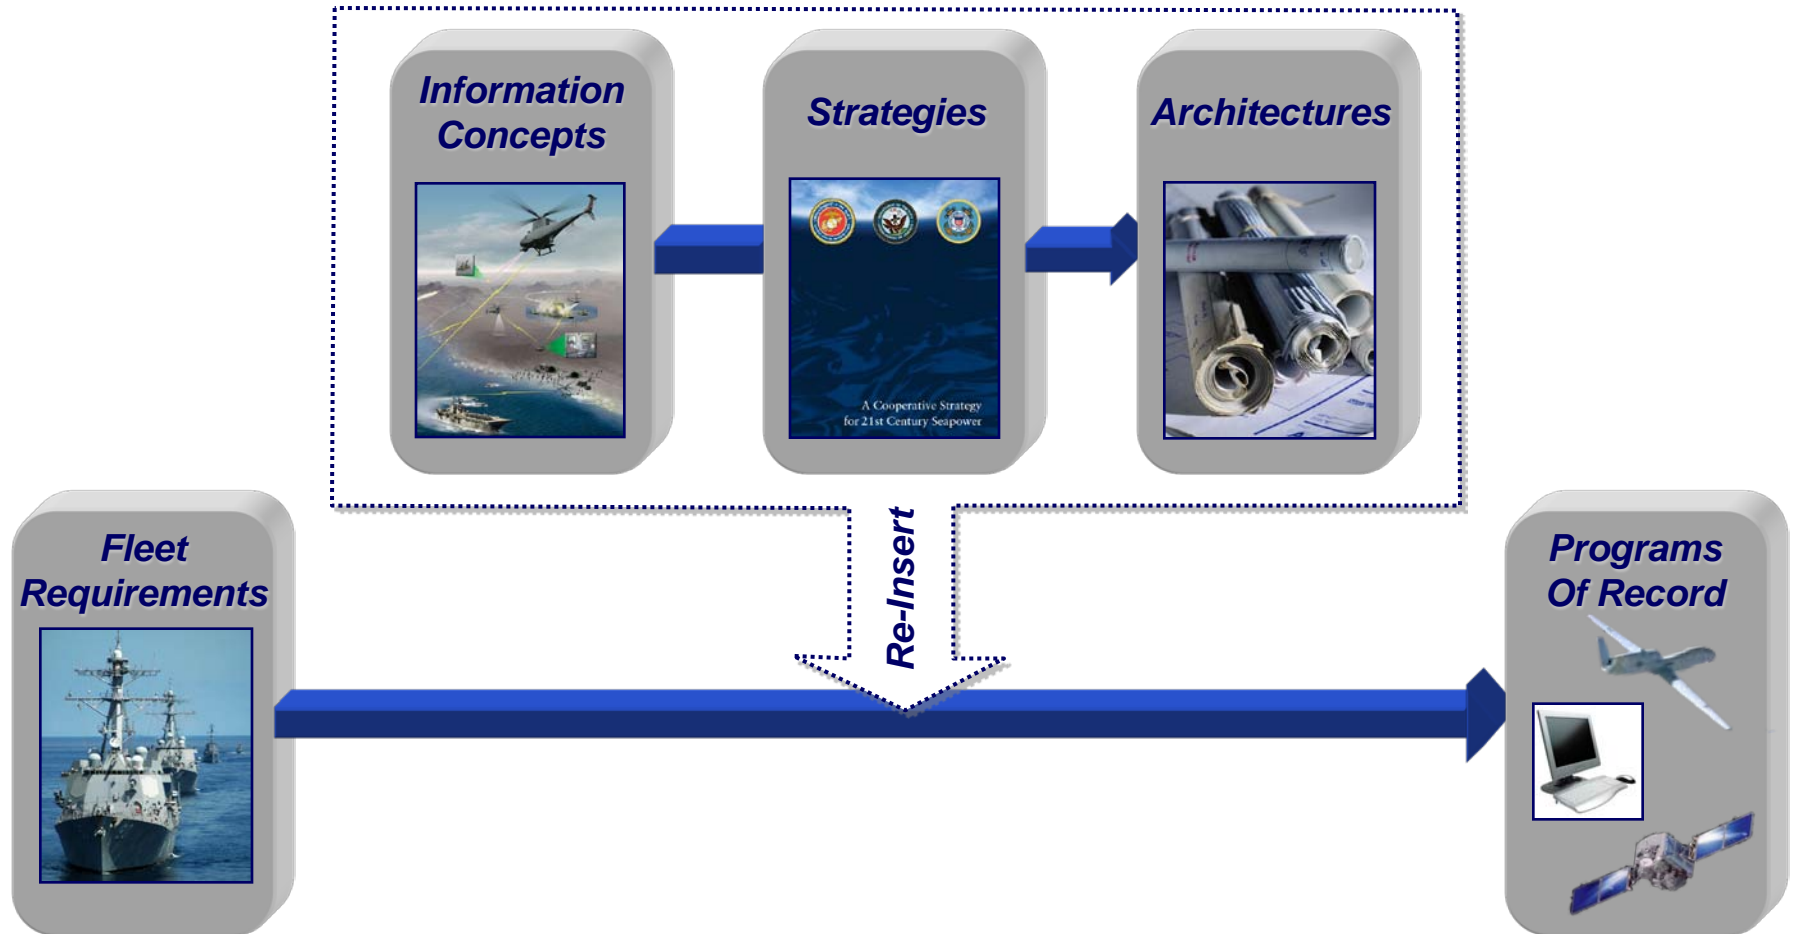 Information
Concepts
Strategies
Architectures
A Cooperative Strategy
for 21st Century Seapower
Re-Insert
Fleet
Requirements
Programs
Of Record